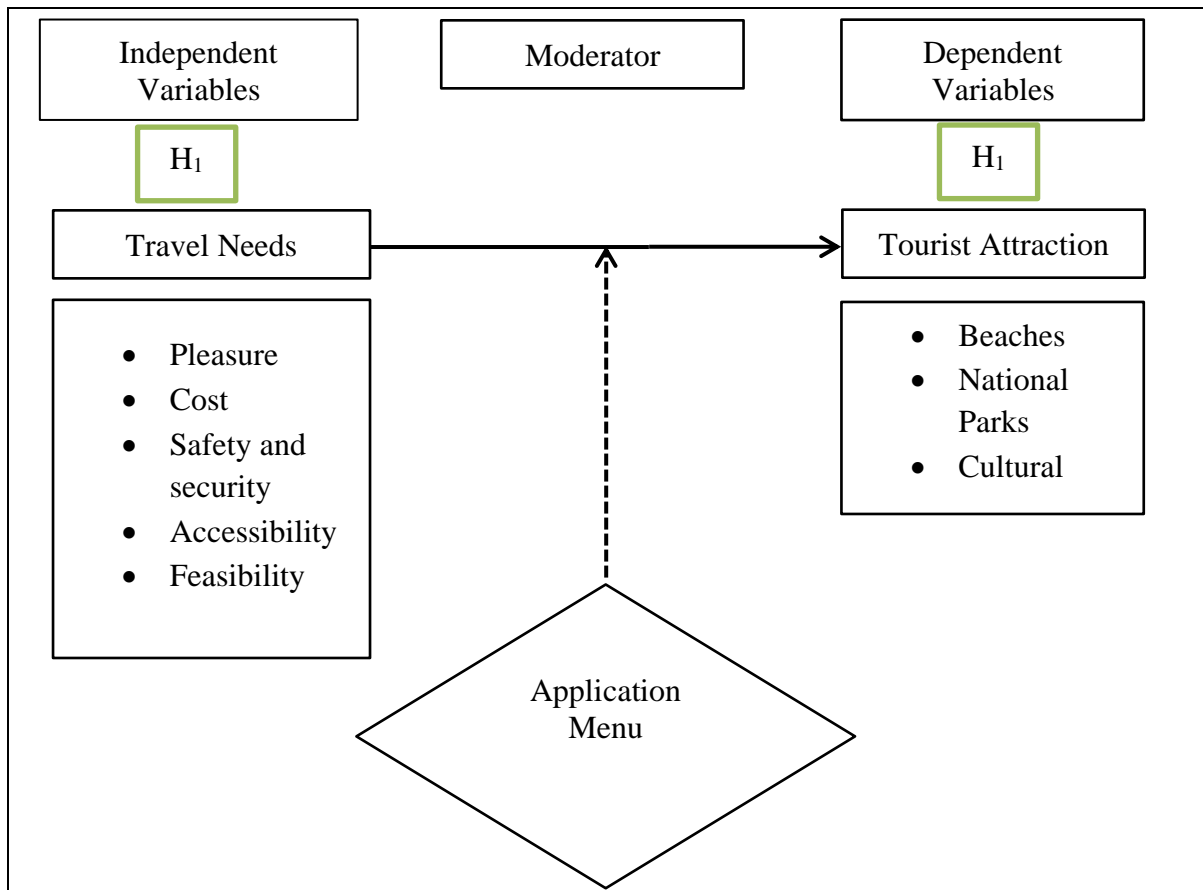 Independent
Variables
Moderator
Dependent
Variables
H₁
H₁
Travel Needs
Tourist Attraction
• Pleasure
• Cost
• Safety and
security
• Accessibility
• Feasibility
• Beaches
• National
Parks
• Cultural
Application
Menu